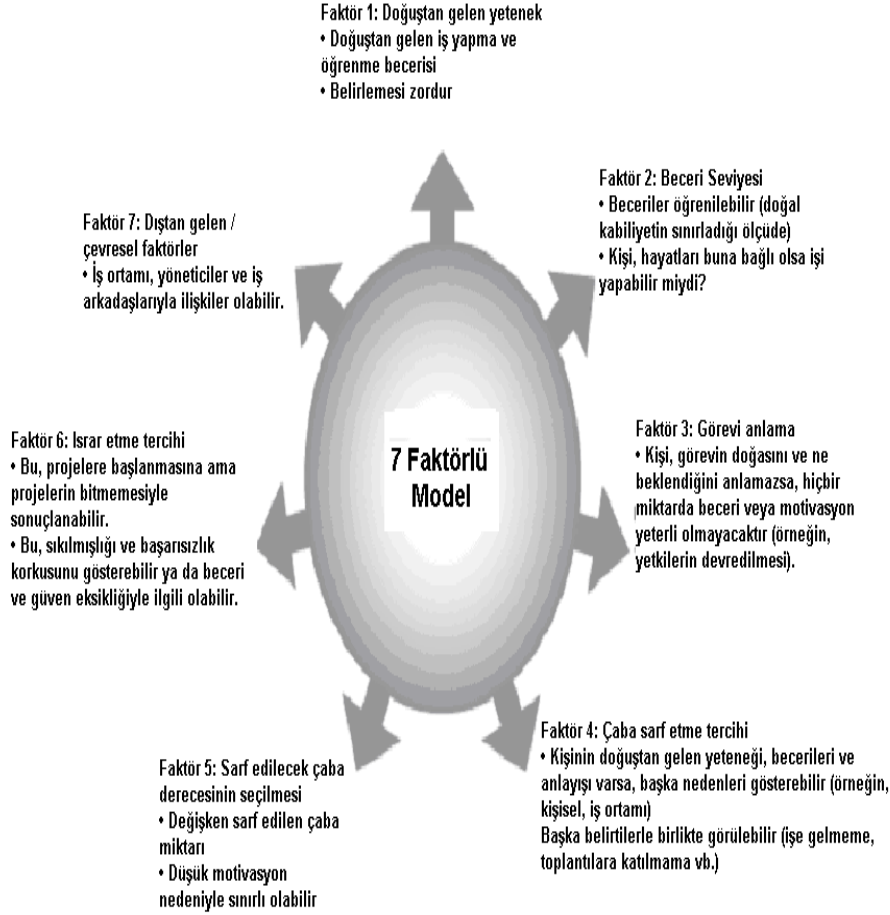 Faktör 1: Doğuştan gelen yetenek
• Doğuştan gelen iş yapma ve
öğrenme becerisi
• Belirlemesi zordur
Faktör 2: Beceri Seviyesi
• Beceriler öğrenilebilir (doğal
kabiliyetin sınırladığı ölçüde)
• Kişi, hayatları buna bağlı olsa işi
yapabilir miydi?
Faktör 3: Görevi anlama
• Kişi, görevin doğasını ve ne
beklendiğini anlamazsa, hiçbir
miktarda beceri veya motivasyon
yeterli olmayacaktır (örneğin,
yetkilerin devredilmesi).
Faktör 4: Çaba sarf etme tercihi
• Kişinin doğuştan gelen yeteneği, becerileri ve
anlayışı varsa, başka nedenleri gösterebilir (örneğin,
kişisel, iş ortamı)
Başka belirtilerle birlikte görülebilir (işe gelmeme,
toplantılara katılmama vb.)
Faktör 5: Sarf edilecek çaba
derecesinin seçilmesi
• Değişken sarf edilen çaba
miktarı
• Düşük motivasyon
nedeniyle sınırlı olabilir
Faktör 6: Israr etme tercihi
• Bu, projelere başlanmasına ama
projelerin bitmemesiyle
sonuçlanabilir.
• Bu, sıkılmışlığı ve başarısızlık
korkusunu gösterebilir ya da beceri
ve güven eksikliğiyle ilgili olabilir.
Faktör 7: Dıştan gelen /
çevresel faktörler
• İş ortamı, yöneticiler ve iş
arkadaşlarıyla ilişkiler olabilir.
7 Faktörlü
Model